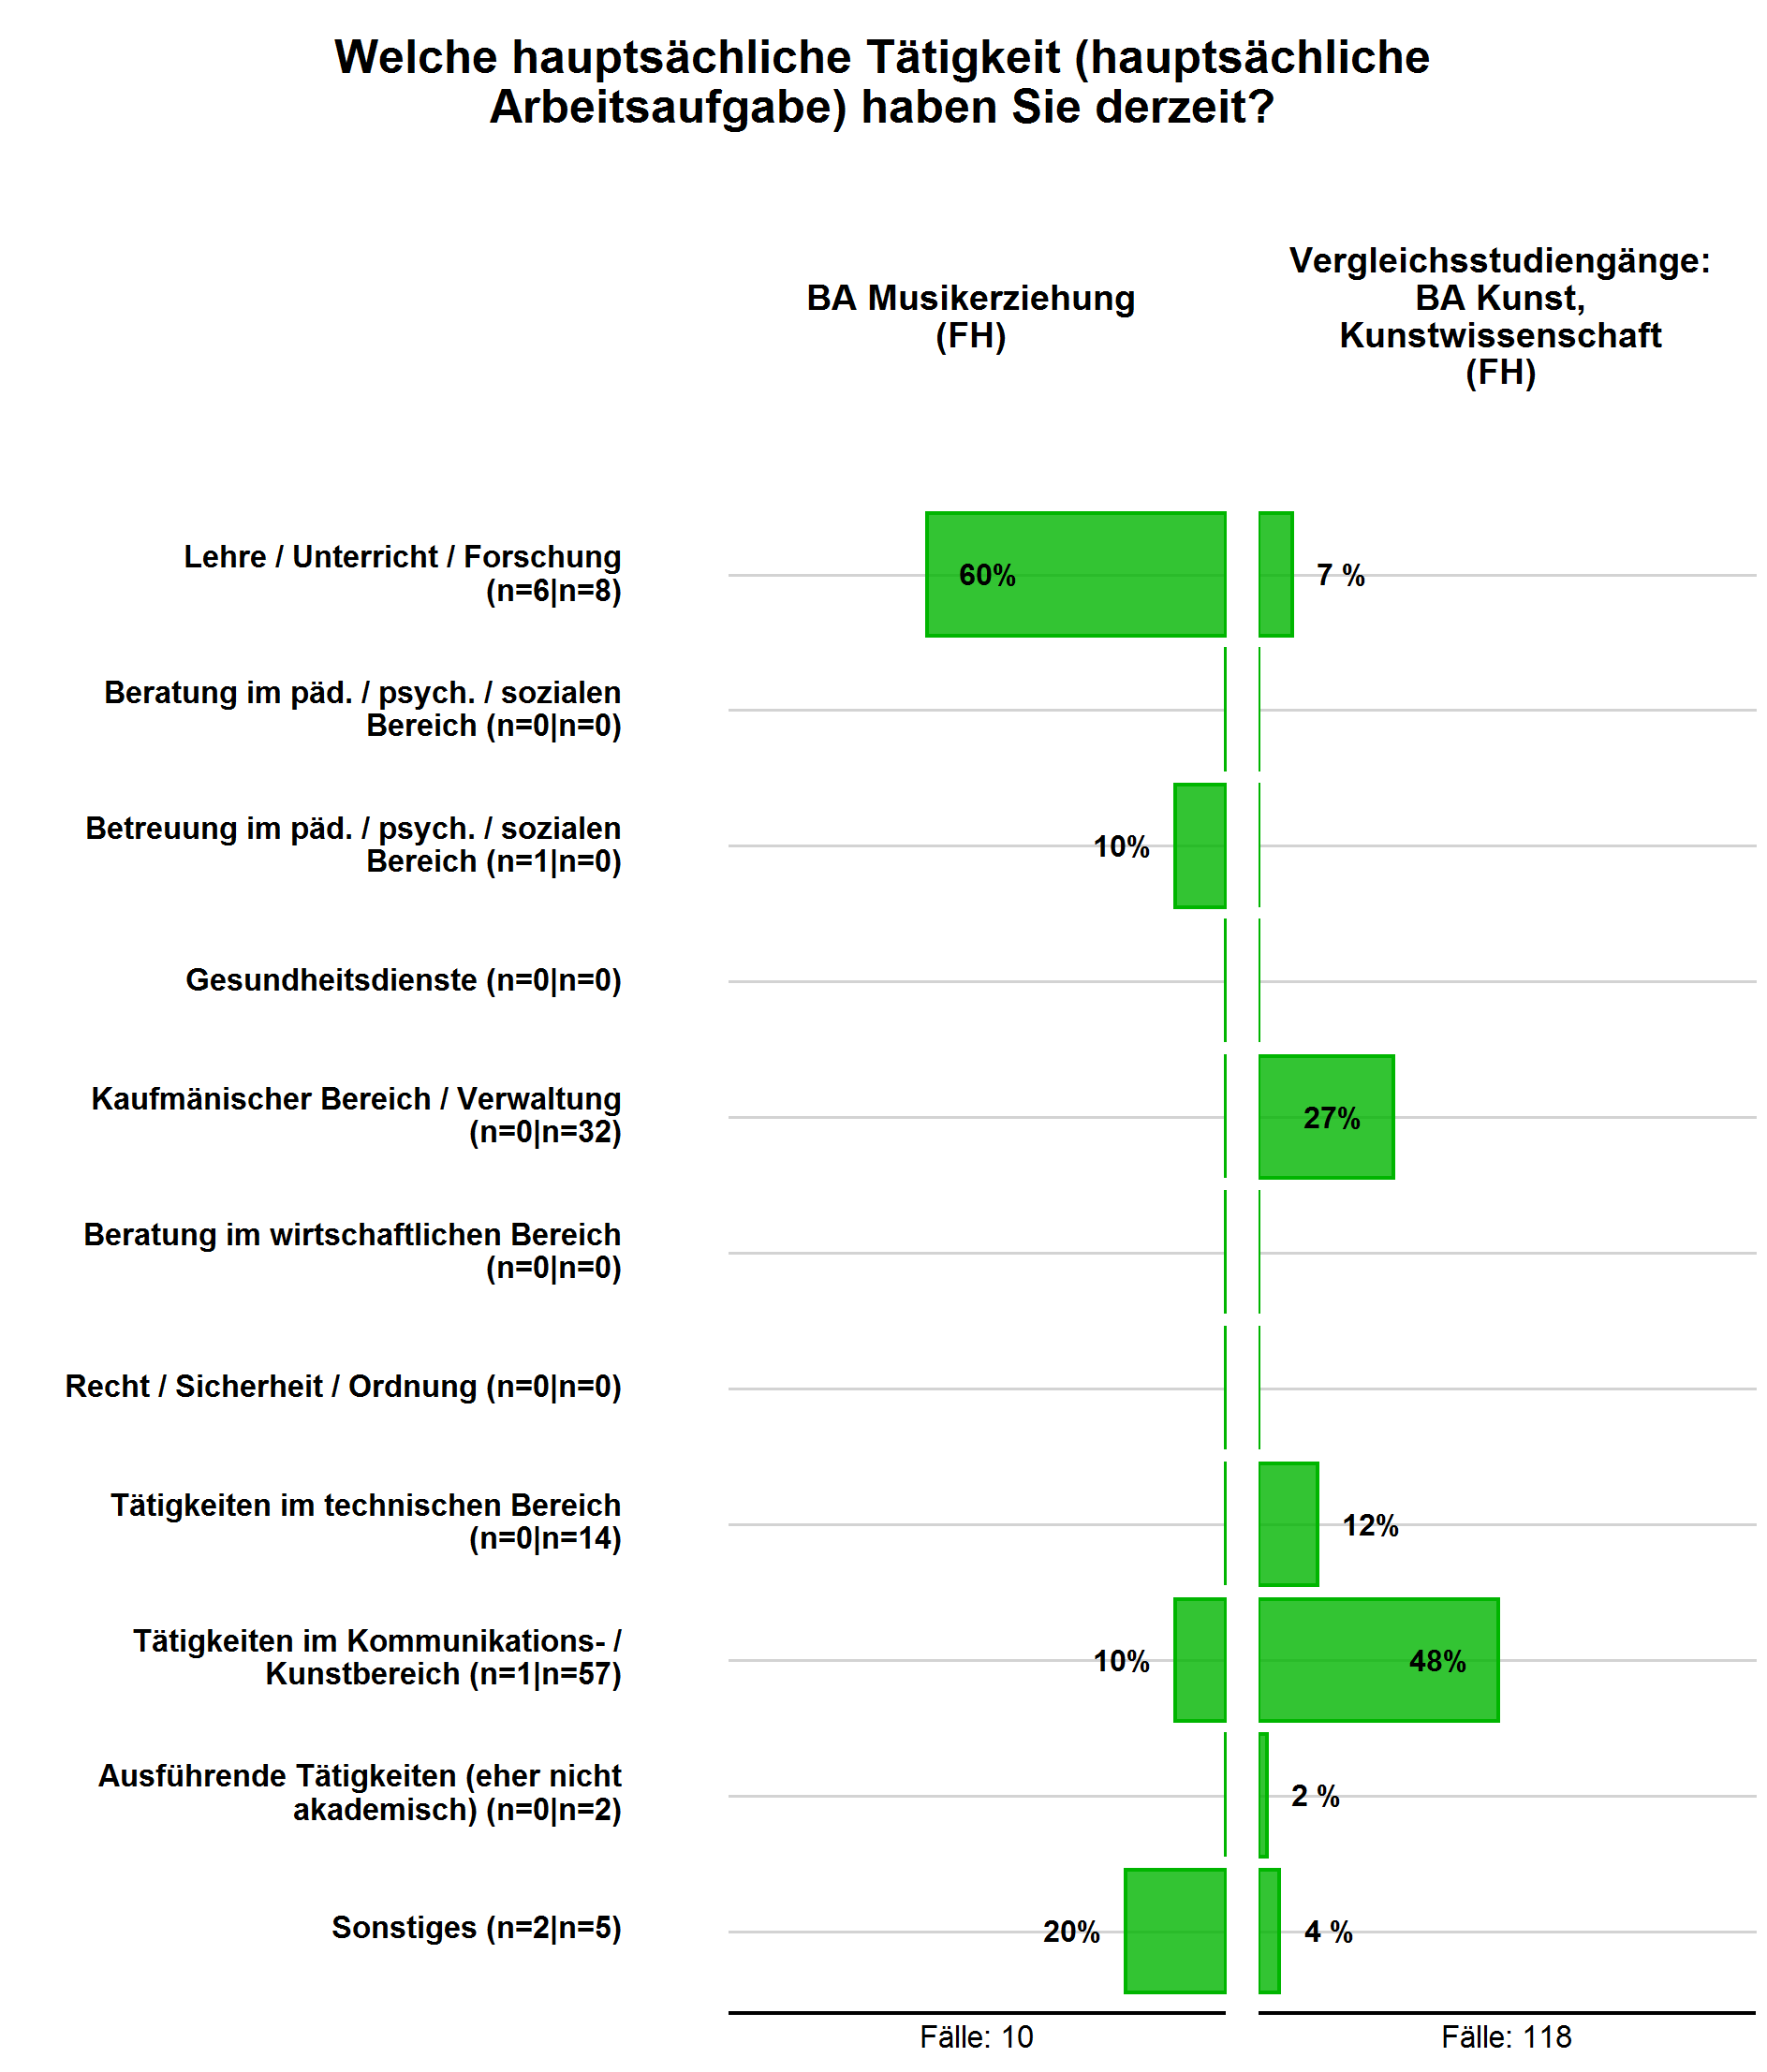 Welche hauptsächliche Tätigkeit (hauptsächliche
Arbeitsaufgabe) haben Sie derzeit?
BA Musikerziehung
(FH)
Vergleichsstudiengänge:
BA Kunst,
Kunstwissenschaft
(FH)
Lehre / Unterricht / Forschung
(n=6|n=8)
60%
7 %
Beratung im päd. / psych. / sozialen
Bereich (n=0|n=0)
Betreuung im päd. / psych. / sozialen
Bereich (n=1|n=0)
10%
Gesundheitsdienste (n=0|n=0)
Kaufmänischer Bereich / Verwaltung
(n=0|n=32)
27%
Beratung im wirtschaftlichen Bereich
(n=0|n=0)
Recht / Sicherheit / Ordnung (n=0|n=0)
Tätigkeiten im technischen Bereich
(n=0|n=14)
12%
Tätigkeiten im Kommunikations- /
Kunstbereich (n=1|n=57)
10%
48%
Ausführende Tätigkeiten (eher nicht
akademisch) (n=0|n=2)
2 %
Sonstiges (n=2|n=5)
20%
4 %
Fälle: 10
Fälle: 118